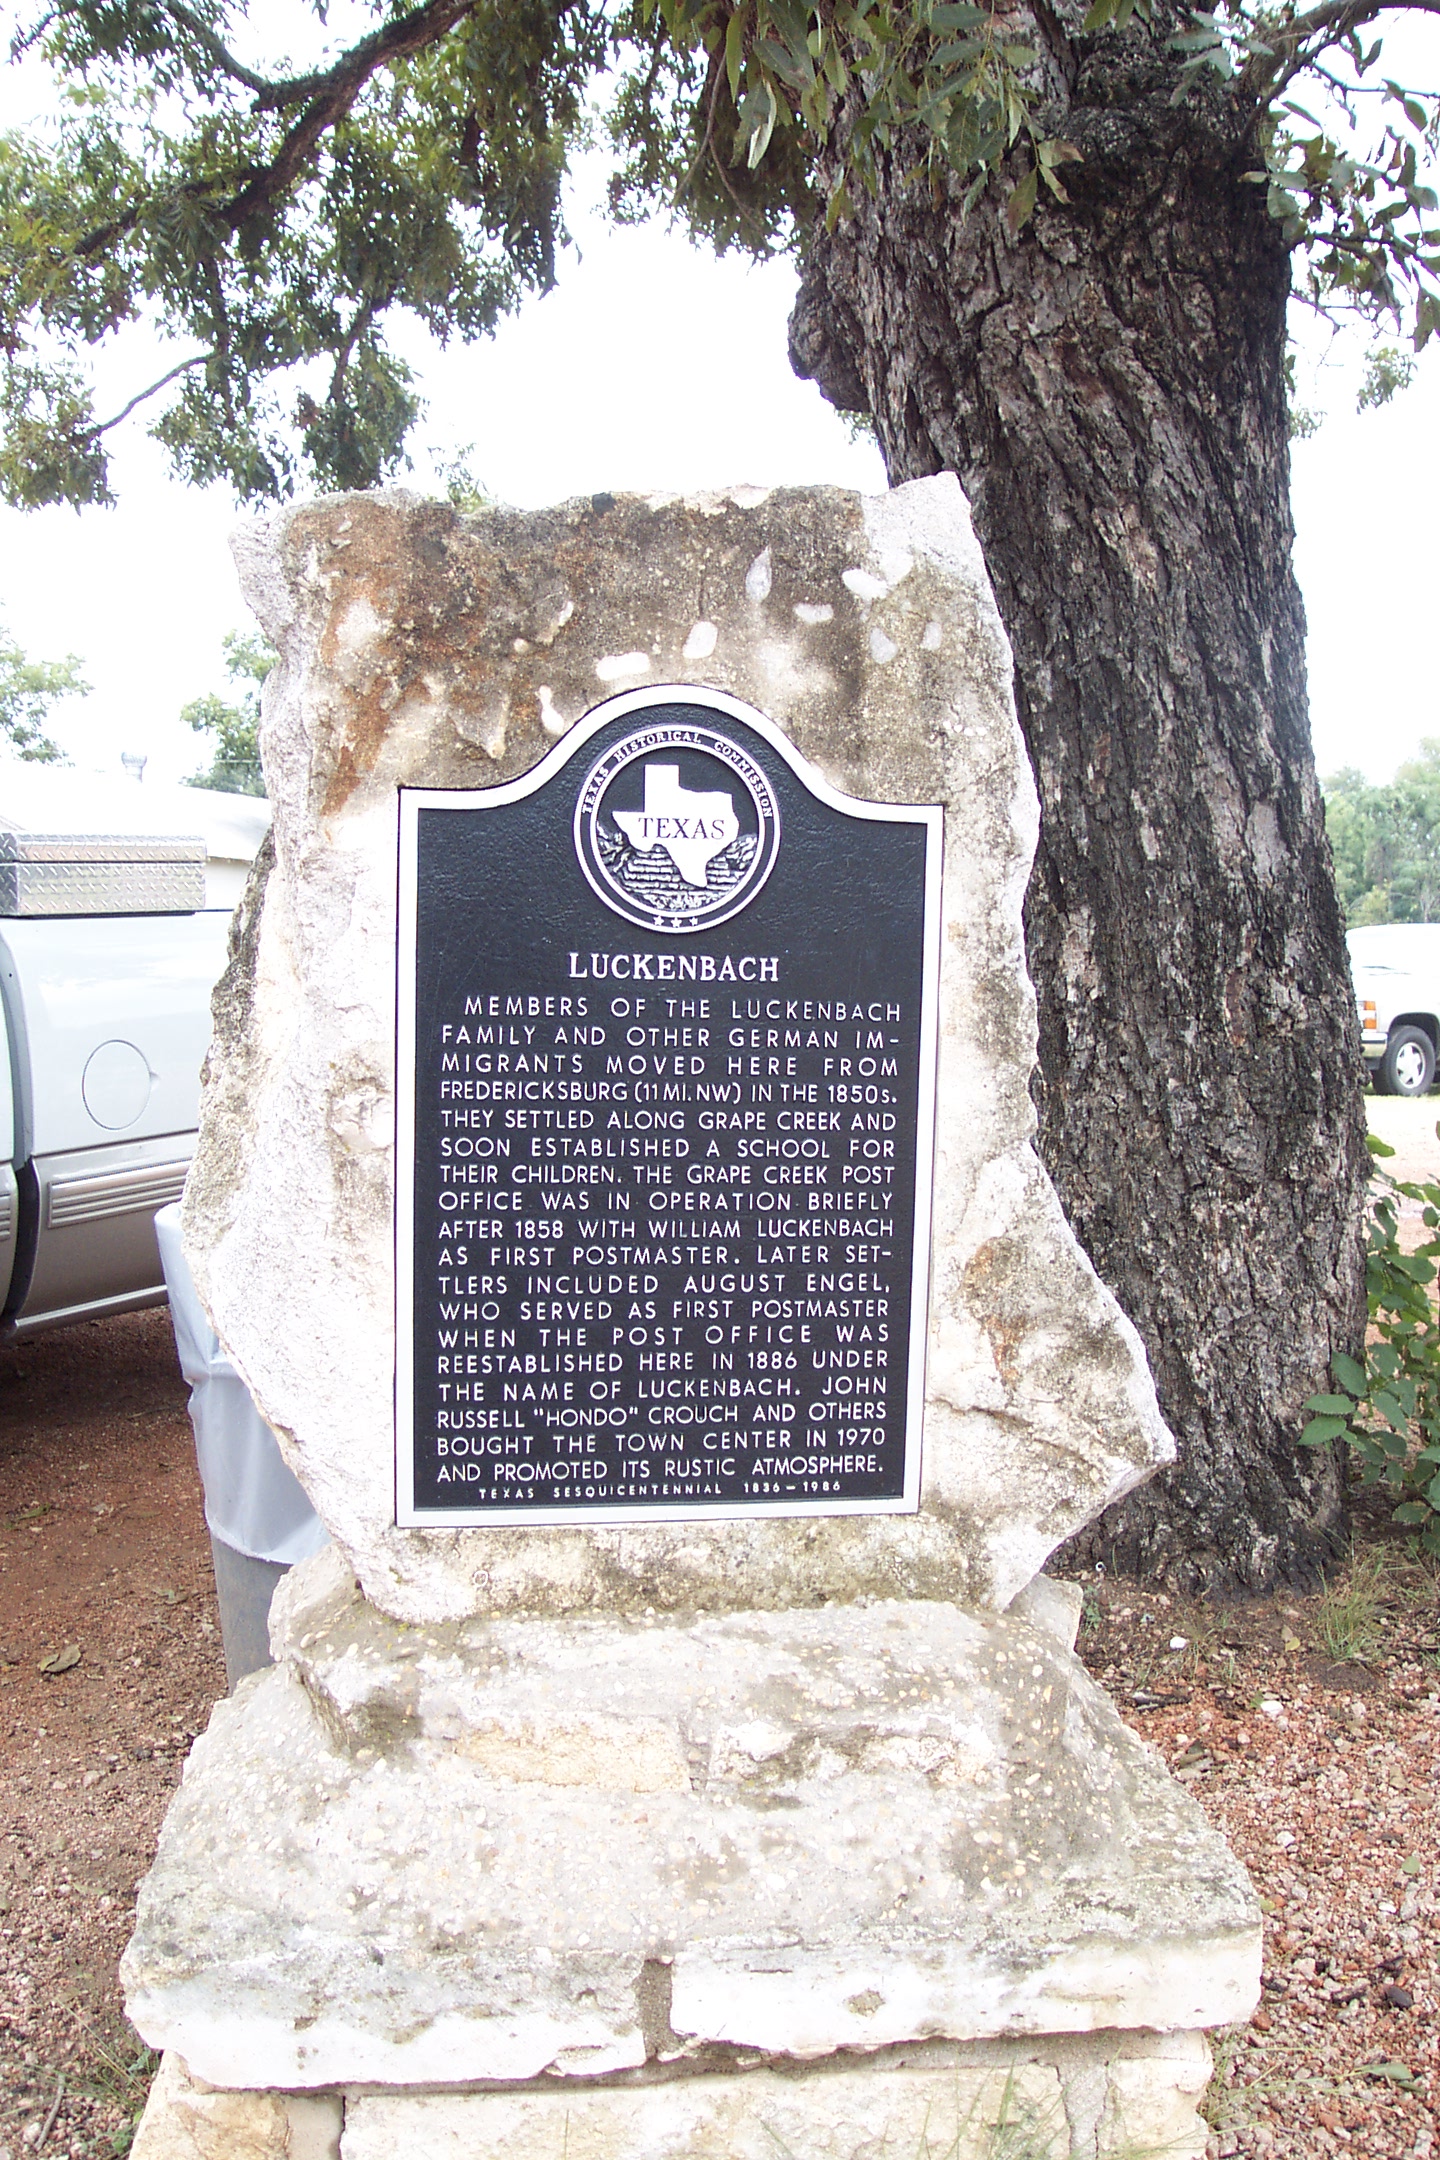 TEXAS HISTORICAL COMMISSION
TEXAS
LUCKENBACH
MEMBERS OF THE LUCKENBACH
FAMILY AND OTHER GERMAN IM-
MIGRANTS MOVED HERE FROM
FREDERICKSBURG (11 MI. NW) IN THE 1850s.
THEY SETTLED ALONG GRAPE CREEK AND
SOON ESTABLISHED A SCHOOL FOR
THEIR CHILDREN. THE GRAPE CREEK POST
OFFICE WAS IN OPERATION BRIEFLY
AFTER 1858 WITH WILLIAM LUCKENBACH
AS FIRST POSTMASTER. LATER SET-
TLERS INCLUDED AUGUST ENGEL,
WHO SERVED AS FIRST POSTMASTER
WHEN THE POST OFFICE WAS
REESTABLISHED HERE IN 1886 UNDER
THE NAME OF LUCKENBACH. JOHN
RUSSELL "HONDO" CROUCH AND OTHERS
BOUGHT THE TOWN CENTER IN 1970
AND PROMOTED ITS RUSTIC ATMOSPHERE.
TEXAS SESQUICENTENNIAL 1836-1986